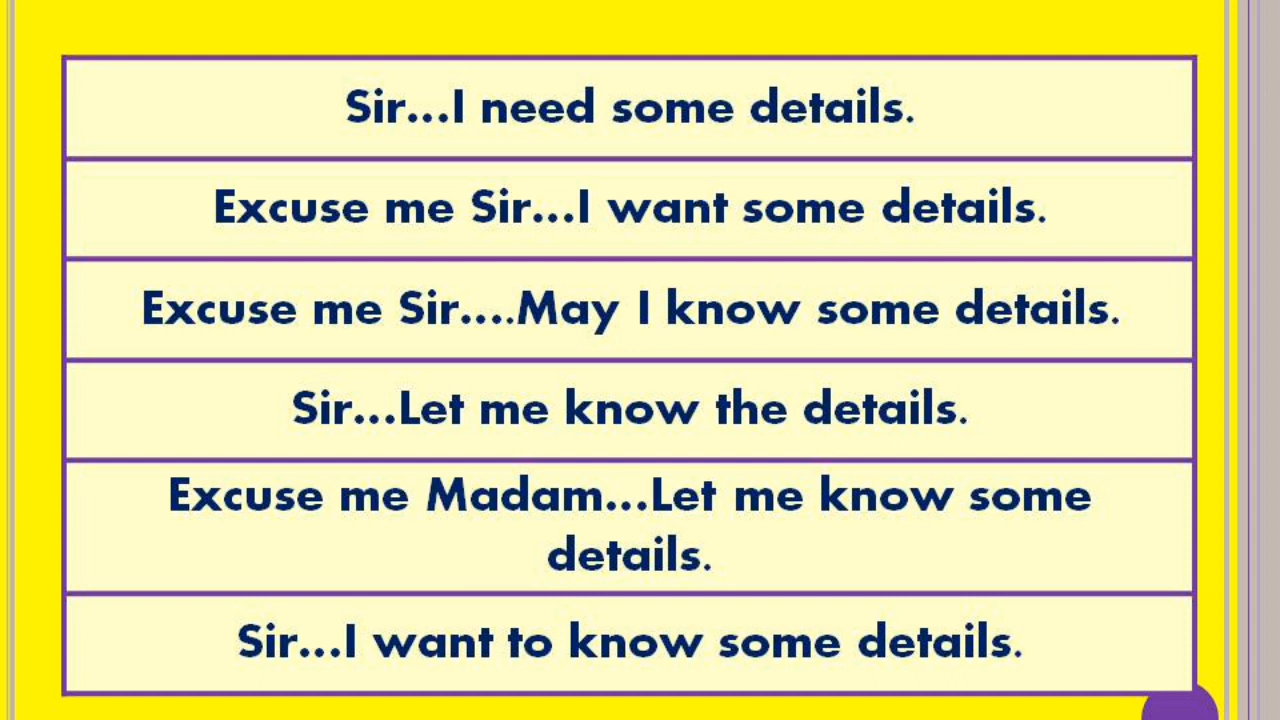 Sir...I need some details.
Excuse me Sir...I want some details.
Excuse me Sir....May I know some details.
Sir...Let me know the details.
Excuse me Madam...Let me know some
details.
Sir...I want to know some details.